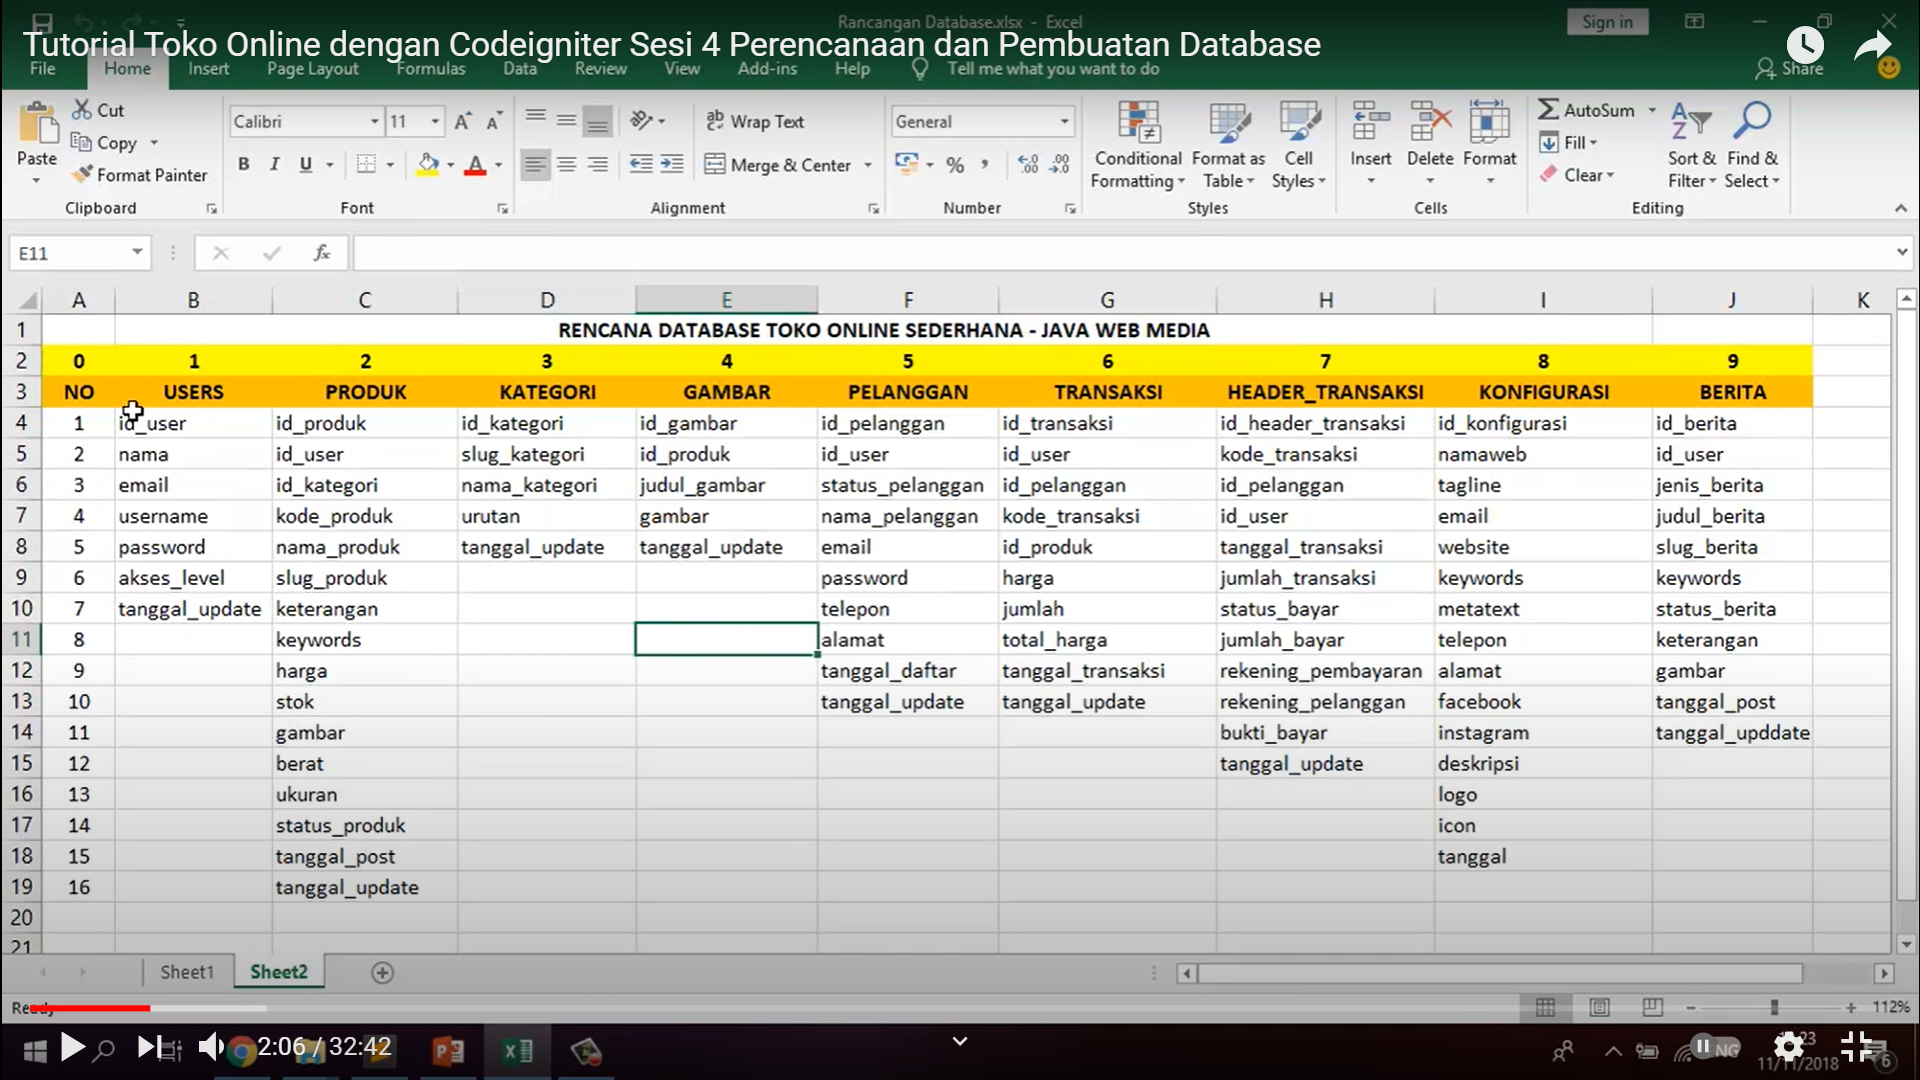 Rancangan Database.xlsx - Excel
Sign in
Tutorial Toko Online dengan Codeigniter Sesi 4 Perencanaan dan Pembuatan Database
File Home Insert Page Layout Formulas Data Review View Add-ins Help Tell me what you want to do Share
Paste
Cut
Copy
Format Painter
Clipboard
Calibri 11
B I U
Font
Wrap Text
Merge & Center
Alignment
General
Number
Conditional Formatting
Format as Table
Cell Styles
Styles
Insert Delete Format
Cells
AutoSum
Fill
Clear
Sort & Filter
Find & Select
Editing
E11 fx
A B C D E F G H I J K
1 RENCANA DATABASE TOKO ONLINE SEDERHANA - JAVA WEB MEDIA
2 0 1 2 3 4 5 6 7 8 9
3 NO USERS PRODUK KATEGORI GAMBAR PELANGGAN TRANSAKSI HEADER_TRANSAKSI KONFIGURASI BERITA
4 1 id_user id_produk id_kategori id_gambar id_pelanggan id_transaksi id_header_transaksi id_konfigurasi id_berita
5 2 nama id_user slug_kategori id_produk id_user id_user kode_transaksi namaweb id_user
6 3 email id_kategori nama_kategori judul_gambar status_pelanggan id_pelanggan id_pelanggan tagline jenis_berita
7 4 username kode_produk urutan gambar nama_pelanggan kode_transaksi id_user email judul_berita
8 5 password nama_produk tanggal_update tanggal_update email id_produk tanggal_transaksi website slug_berita
9 6 akses_level slug_produk password harga jumlah_transaksi keywords keywords
10 7 tanggal_update keterangan telepon jumlah status_bayar metatext status_berita
11 8 keywords alamat total_harga jumlah_bayar telepon keterangan
12 9 harga tanggal_daftar tanggal_transaksi rekening_pembayaran alamat gambar
13 10 stok tanggal_update tanggal_update rekening_pelanggan facebook tanggal_post
14 11 gambar bukti_bayar instagram tanggal_upddate
15 12 berat tanggal_update deskripsi
16 13 ukuran logo
17 14 status_produk icon
18 15 tanggal_post tanggal
19 16 tanggal_update
20
21
Sheet1 Sheet2
Ready 112%
2:06 / 32:42
11/11/2018
6